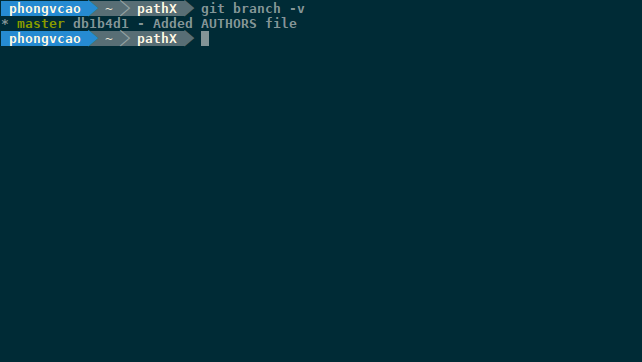 phongvcao ~ pathX git branch -v
* master db1b4d1 - Added AUTHORS file
phongvcao ~ pathX